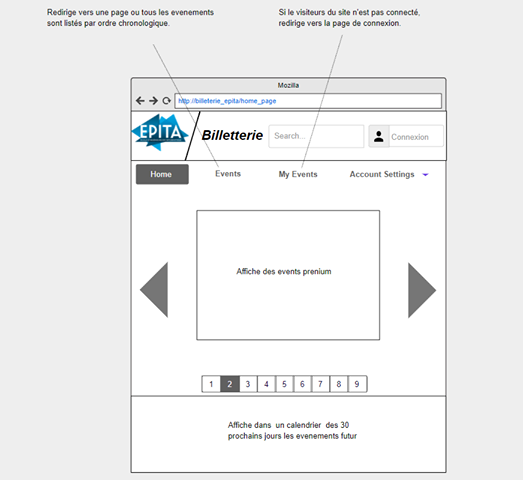 Redirige vers une page ou tous les evenements
sont listés par ordre chronologique.
Si le visiteurs du site n'est pas connecté,
redirige vers la page de connexion.
Mozilla
http://billeterie_epita/home_page
EPITA
Billetterie
Search...
Connexion
Home
Events
My Events
Account Settings
Affiche des events prenium
1 2 3 4 5 6 7 8 9
Affiche dans un calendrier des 30
prochains jours les evenements futur